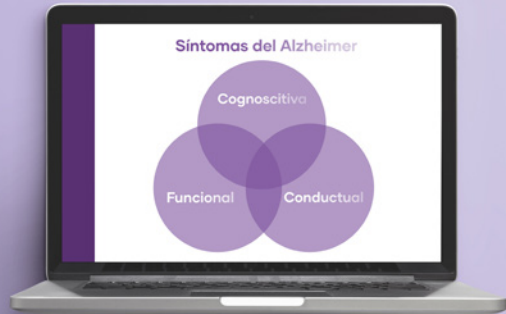 Síntomas del Alzheimer
Cognoscitiva
Funcional
Conductual